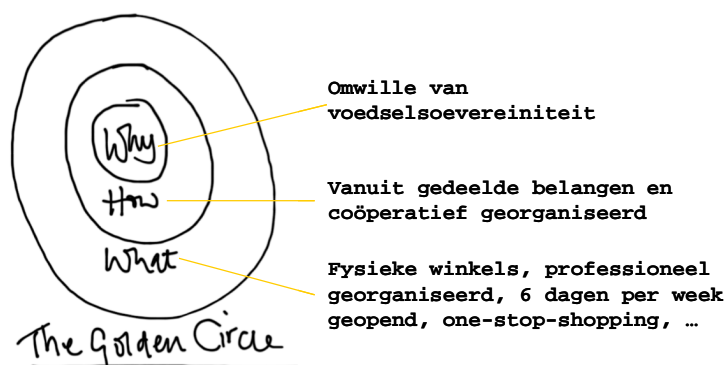 Omwille van
voedselsoevereiniteit
Why
Vanuit gedeelde belangen en
coöperatief georganiseerd
How
What
Fysieke winkels, professioneel
georganiseerd, 6 dagen per week
geopend, one-stop-shopping, …
The Golden Circle